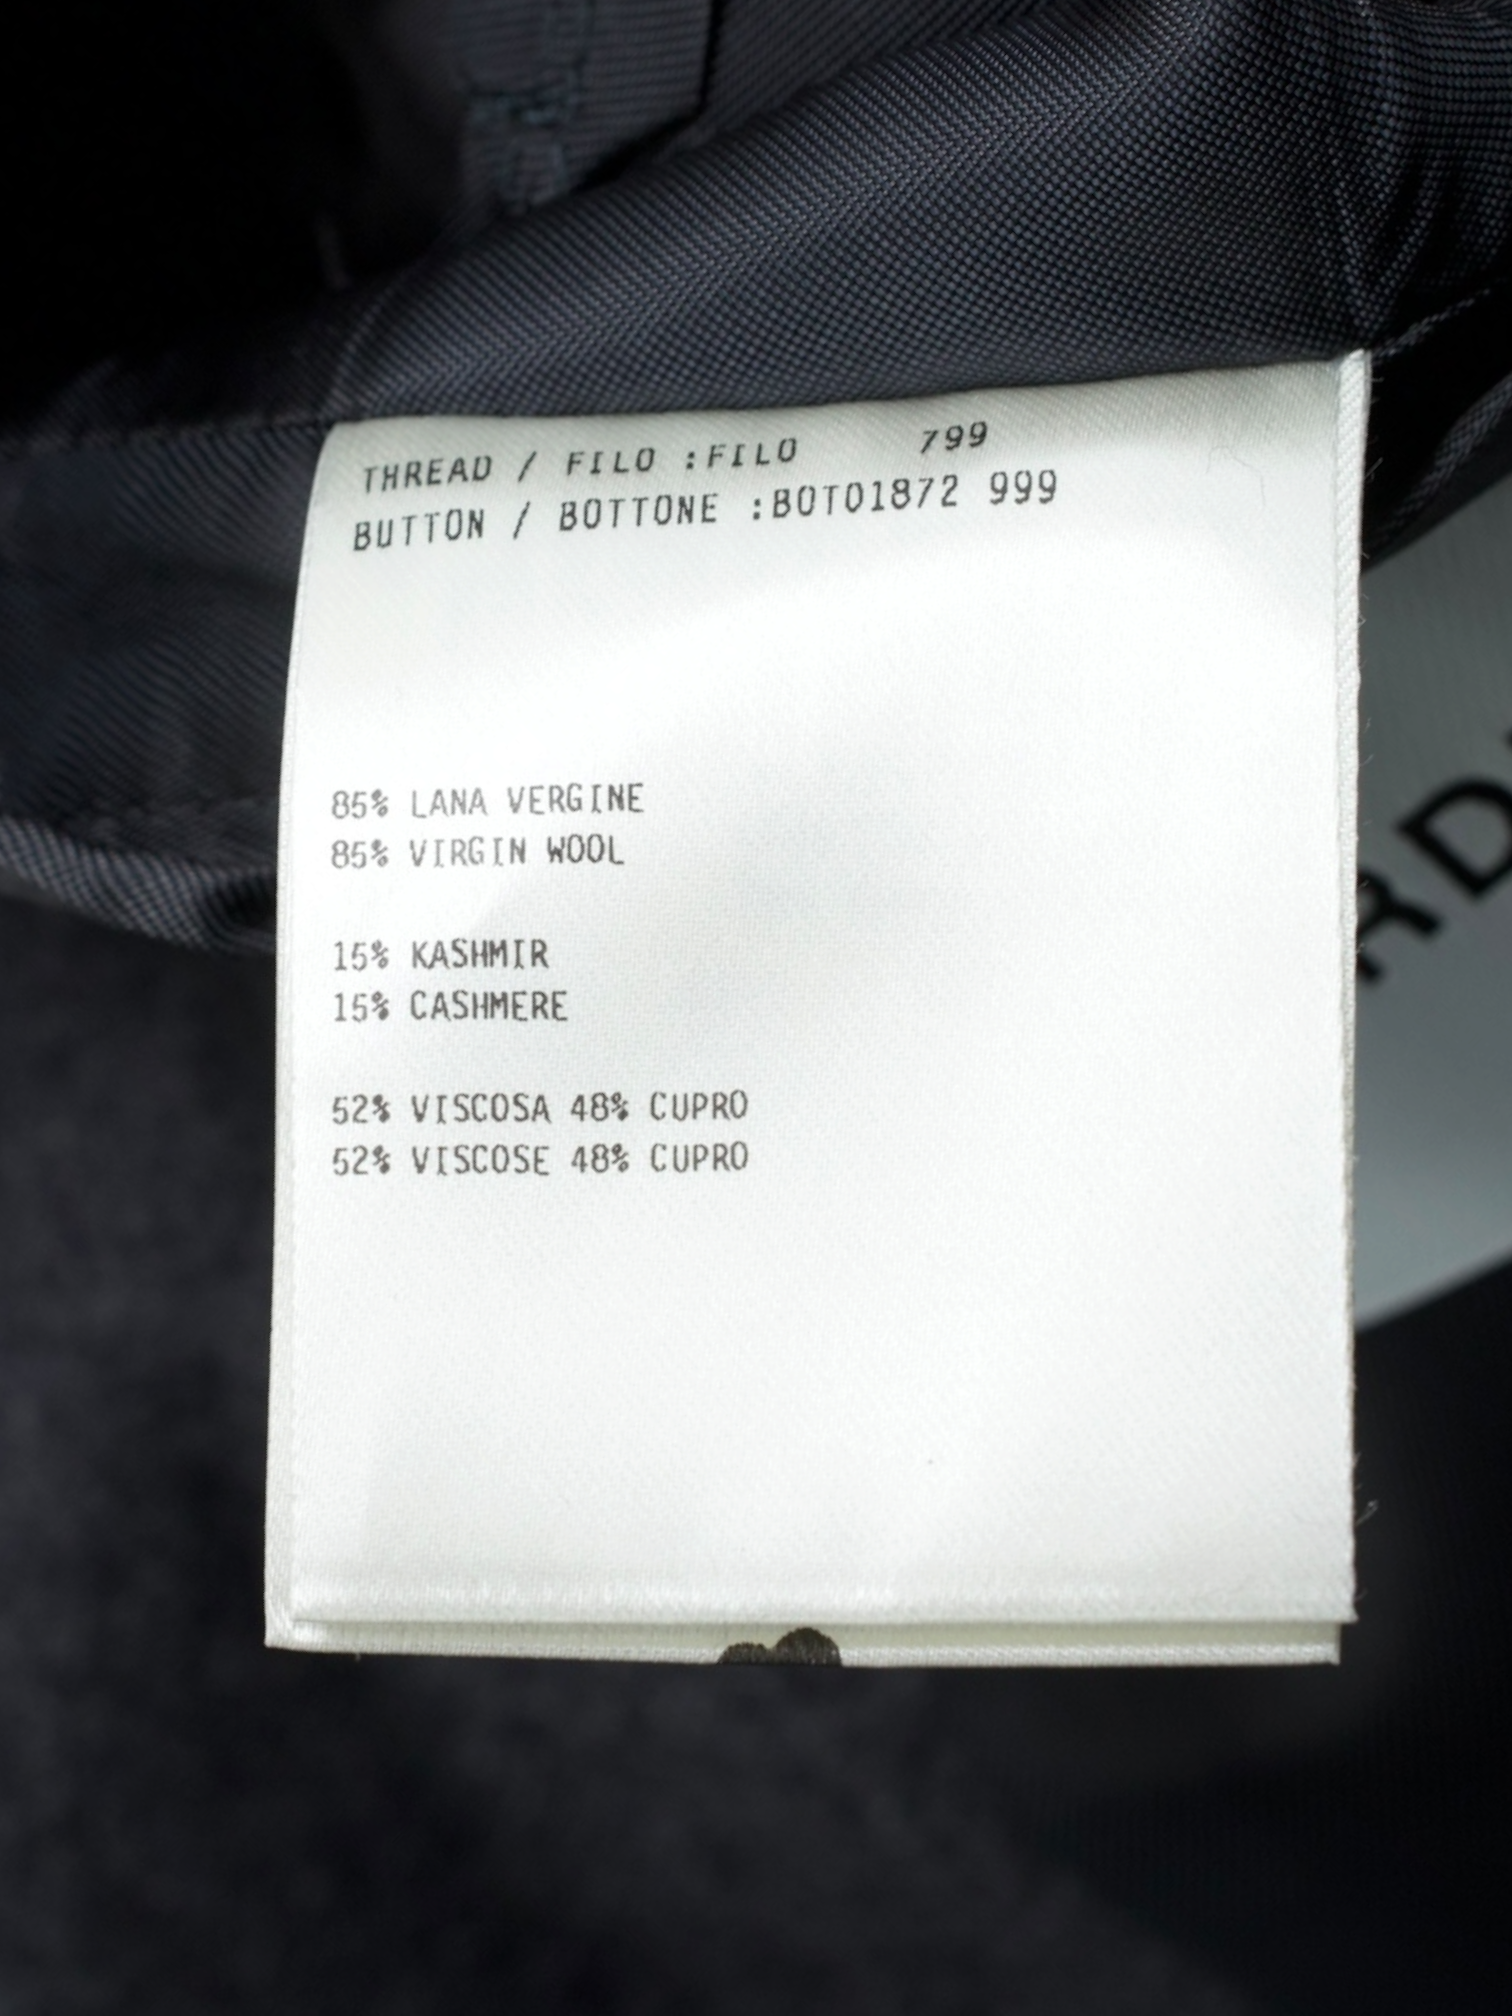 THREAD / FILO :FILO 799
BUTTON / BOTTONE :BOT01872 999
85% LANA VERGINE
85% VIRGIN WOOL
15% KASHMIR
15% CASHMERE
52% VISCOSA 48% CUPRO
52% VISCOSE 48% CUPRO